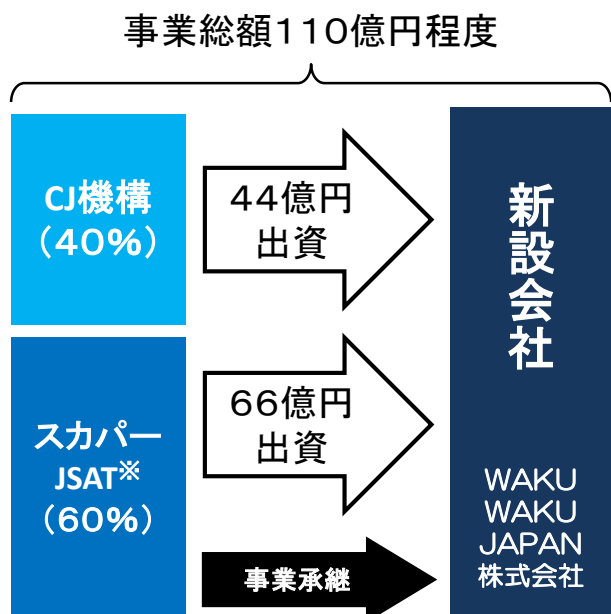 事業総額110億円程度
CJ機構
(40%)
44億円
出資
スカパー
JSAT※
(60%)
66億円
出資
事業承継
新設会社
WAKU
WAKU
JAPAN
株式会社